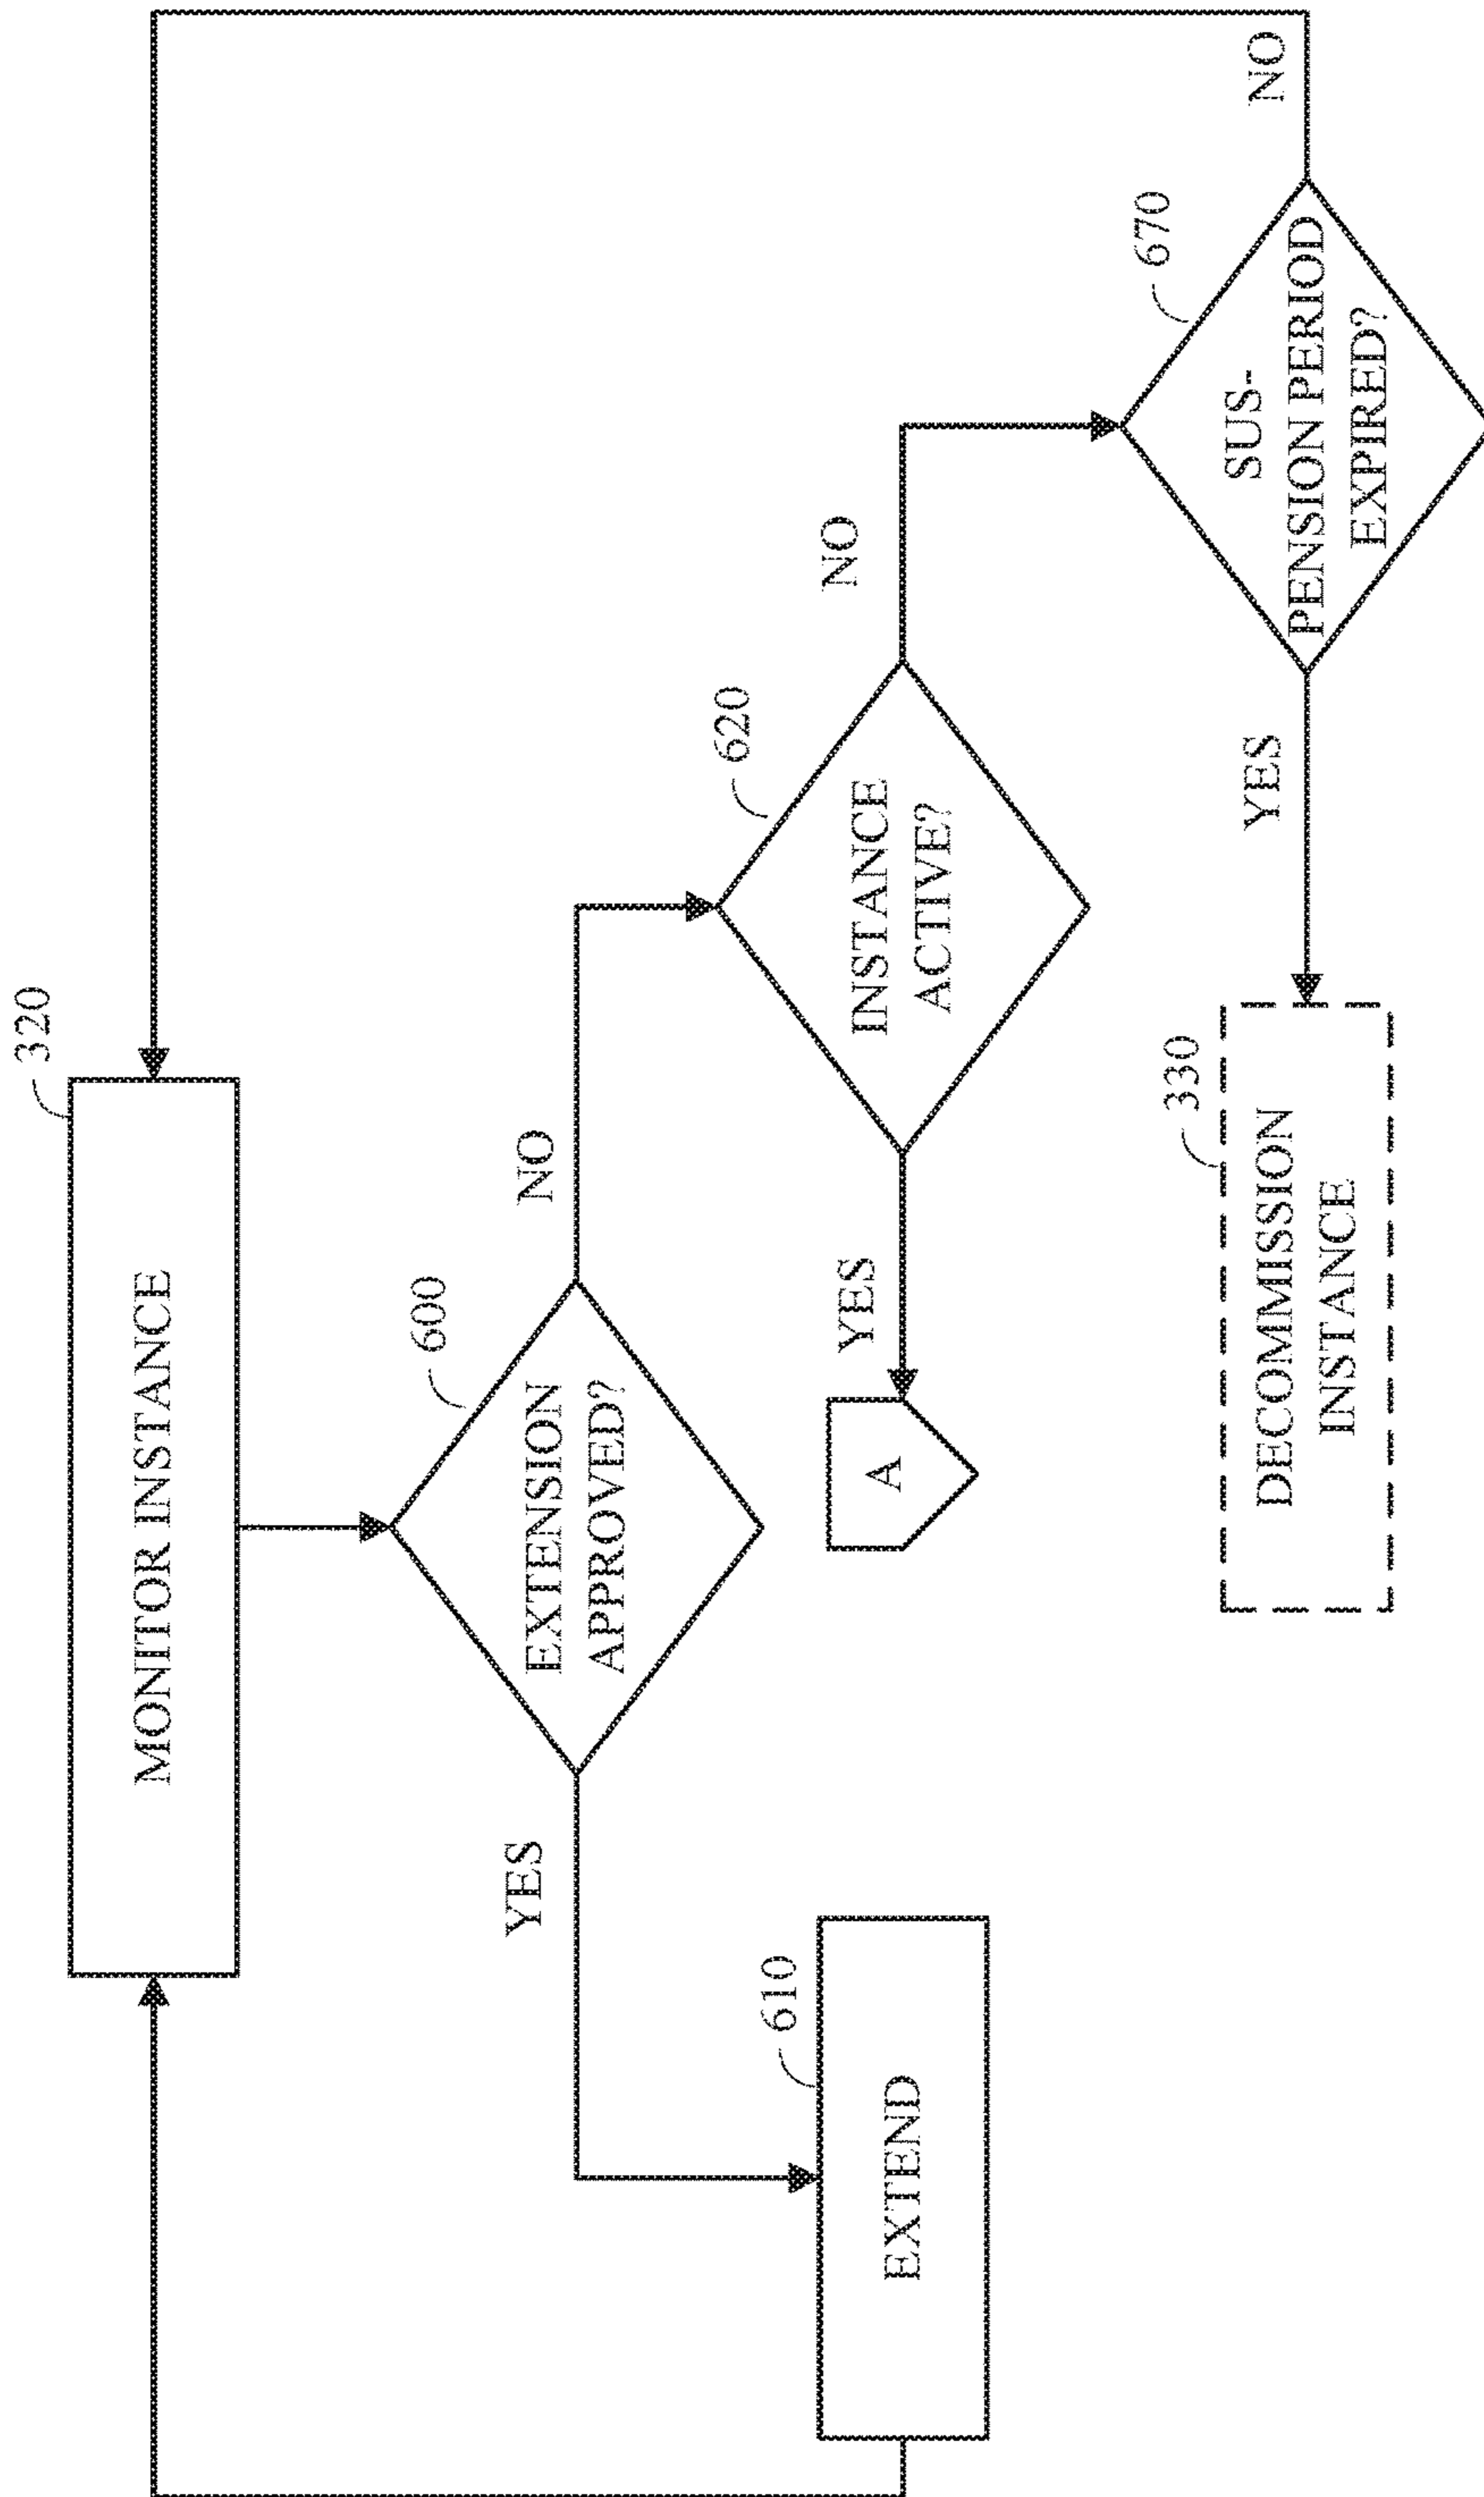 320
MONITOR INSTANCE
600
EXTENSION
APPROVED?
YES
NO
610
EXTEND
620
INSTANCE
ACTIVE?
YES
NO
A
670
SUS-
PENSION PERIOD
EXPIRED?
YES
NO
330
DECOMMISSION
INSTANCE